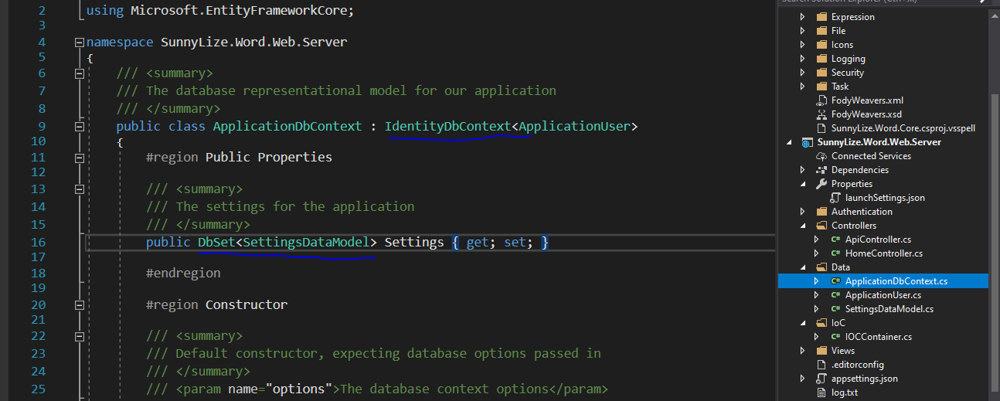 2 using Microsoft.EntityFrameworkCore;
3
4 namespace SunnyLize.Word.Web.Server
5 {
6 /// <summary>
7 /// The database representational model for our application
8 /// </summary>
9 public class ApplicationDbContext : IdentityDbContext<ApplicationUser>
10 {
11 #region Public Properties
12
13 /// <summary>
14 /// The settings for the application
15 /// </summary>
16 public DbSet<SettingsDataModel> Settings { get; set; }
17
18 #endregion
19
20 #region Constructor
21
22 /// <summary>
23 /// Default constructor, expecting database options passed in
24 /// </summary>
25 /// <param name="options">The database context options</param>
Expression
File
Icons
Logging
Security
Task
FodyWeavers.xml
FodyWeavers.xsd
SunnyLize.Word.Core.csproj.vsspell
SunnyLize.Word.Web.Server
Connected Services
Dependencies
Properties
launchSettings.json
Authentication
Controllers
C# ApiController.cs
C# HomeController.cs
Data
C# ApplicationDbContext.cs
C# ApplicationUser.cs
C# SettingsDataModel.cs
IoC
C# IOCContainer.cs
Views
.editorconfig
appsettings.json
log.txt